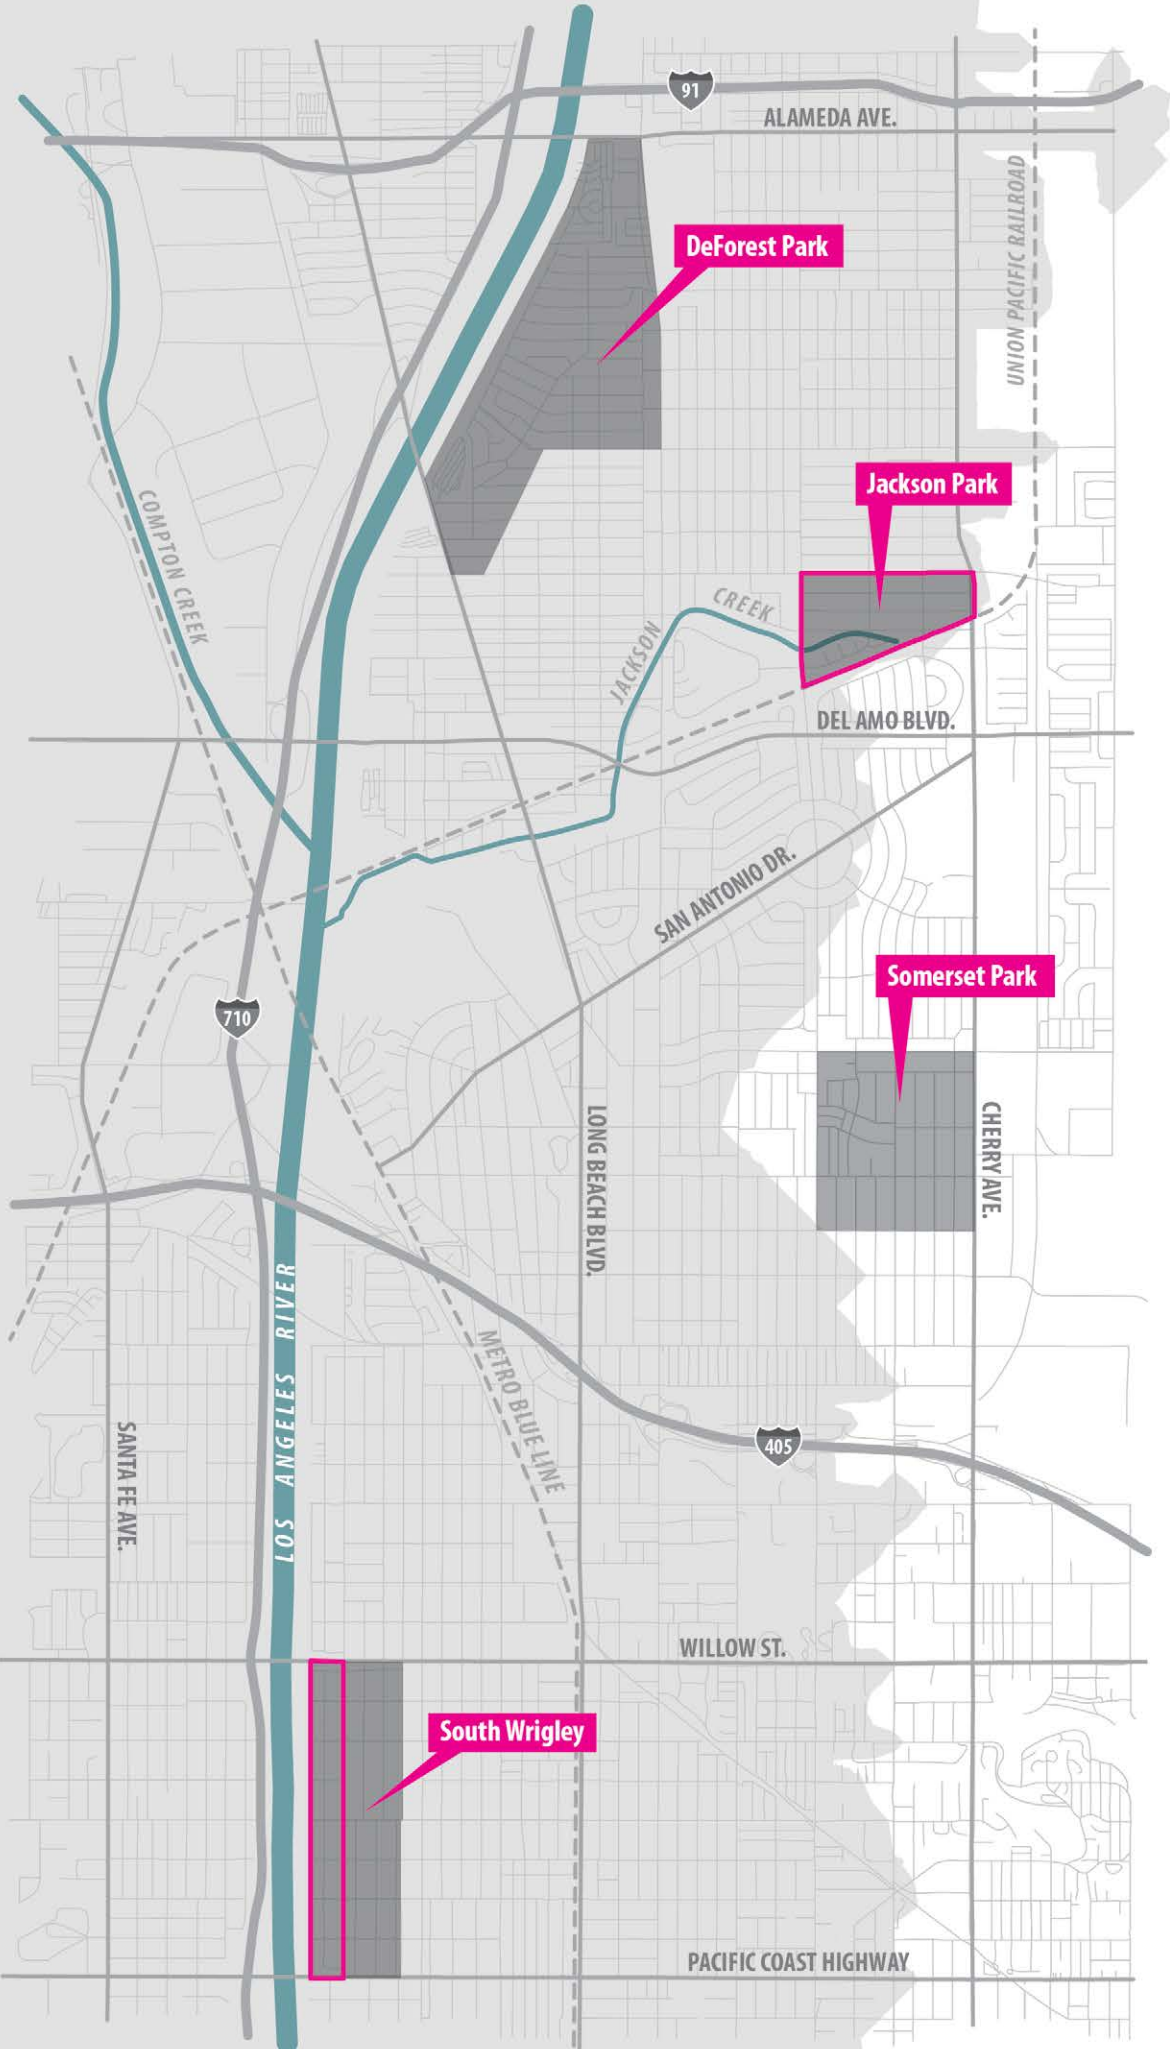 91
ALAMEDA AVE.
UNION PACIFIC RAILROAD
DeForest Park
Jackson Park
COMPTON CREEK
JACKSON CREEK
DEL AMO BLVD.
SAN ANTONIO DR.
Somerset Park
710
LONG BEACH BLVD.
CHERRY AVE.
LOS ANGELES RIVER
METRO BLUE LINE
SANTA FE AVE.
405
WILLOW ST.
South Wrigley
PACIFIC COAST HIGHWAY